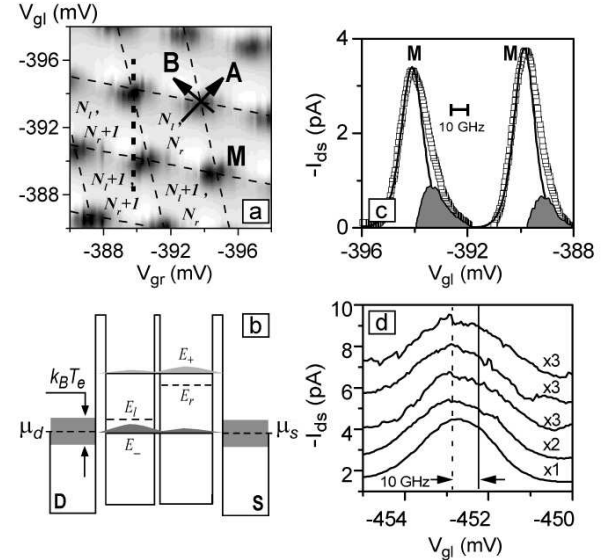 V_gl (mV)
-396
-392
-388
B
A
N_l,
N_r+1
N_l,
N_r
M
N_l+1
N_r+1
N_l+1,
N_r
a
-388 -392 -396
V_gr (mV)
4
2
0
-I_ds (pA)
M
M
10 GHz
c
-396 -392 -388
V_gl (mV)
b
k_BT_e
E_+
E_r
E_l
E_-
μ_d
μ_s
D
S
d
10
8
6
4
2
-I_ds (pA)
x3
x3
x3
x2
x1
10 GHz
-454 -452 -450
V_gl (mV)